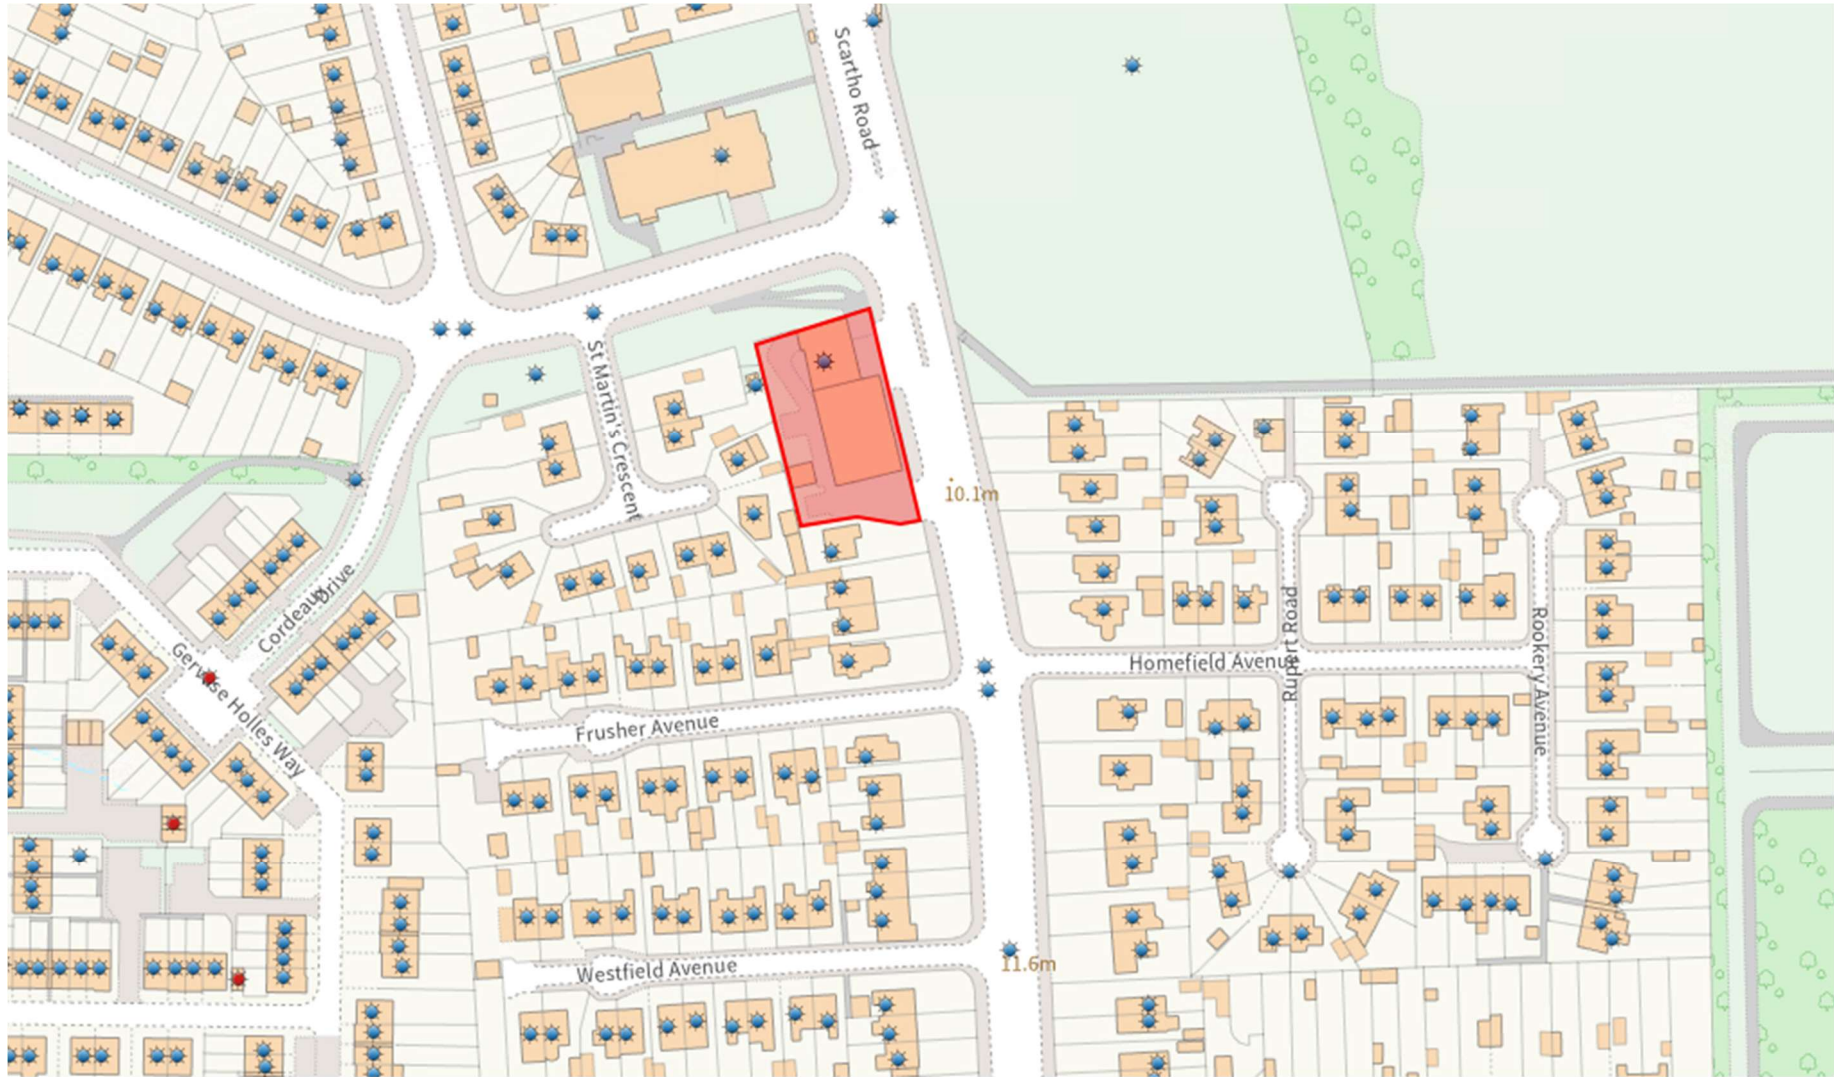 Scartho Road
St Martin's Crescent
10.1m
Cordeaux Drive
Gervise Holles Way
Homefield Avenue
Rupert Road
Rookery Avenue
Frusher Avenue
Westfield Avenue
11.6m